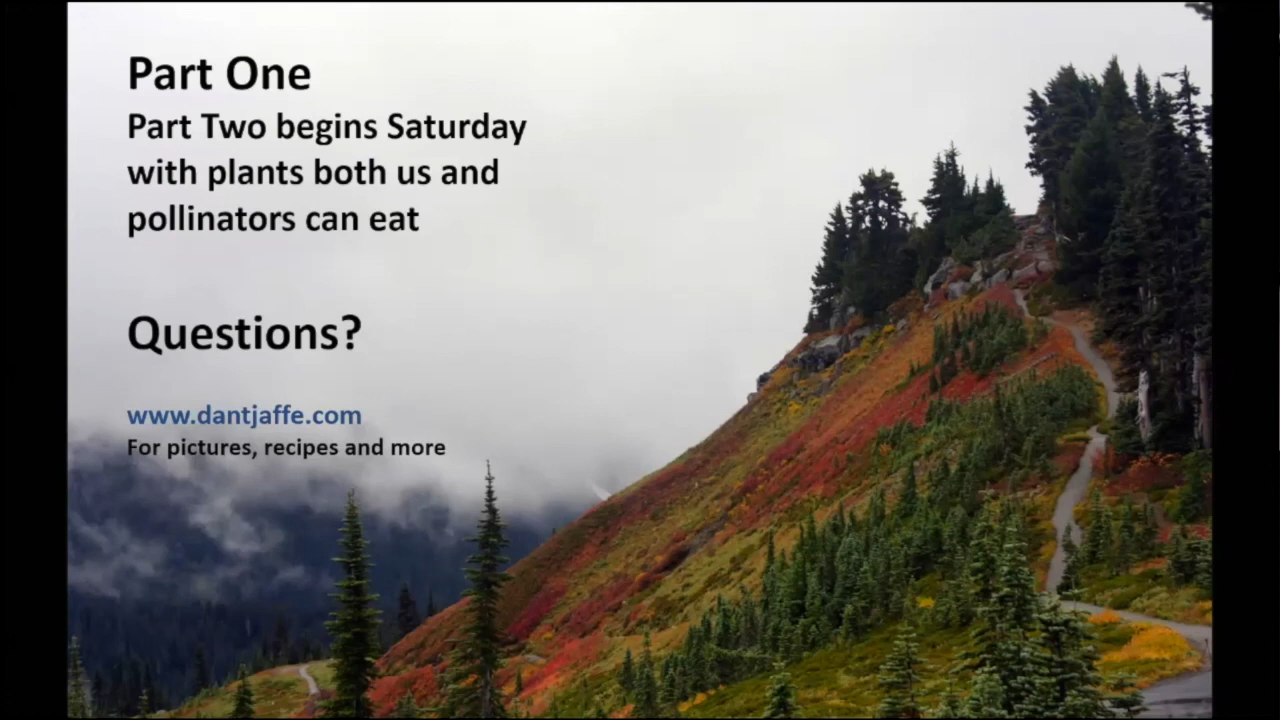 Part One
Part Two begins Saturday
with plants both us and
pollinators can eat
Questions?
www.dantjaffe.com
For pictures, recipes and more